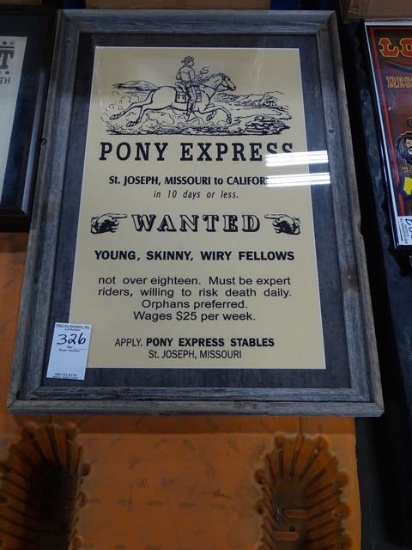 PONY EXPRESS
St. JOSEPH, MISSOURI to CALIFOR
in 10 days or less.
WANTED
YOUNG, SKINNY, WIRY FELLOWS
not over eighteen. Must be expert
riders, willing to risk death daily.
Orphans preferred.
Wages $25 per week.
APPLY. PONY EXPRESS STABLES
St. JOSEPH, MISSOURI
326